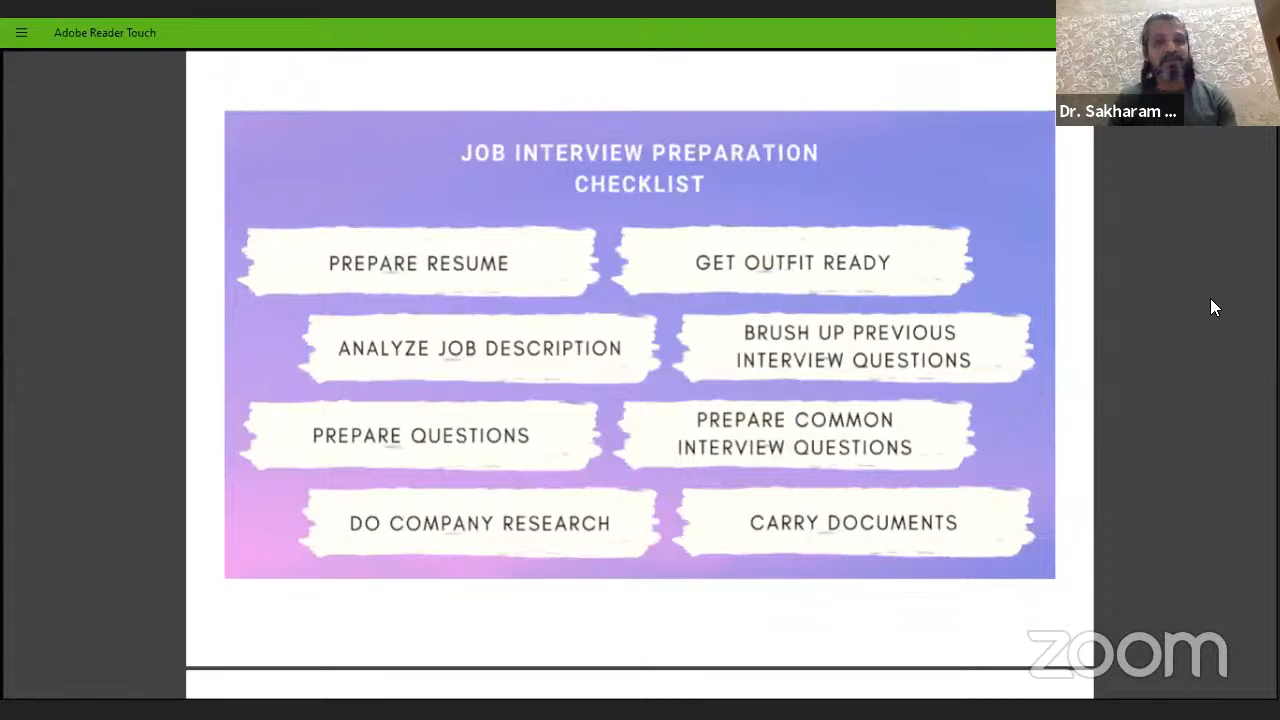 Adobe Reader Touch
Dr. Sakharam ...
JOB INTERVIEW PREPARATION
CHECKLIST
PREPARE RESUME
GET OUTFIT READY
ANALYZE JOB DESCRIPTION
BRUSH UP PREVIOUS
INTERVIEW QUESTIONS
PREPARE QUESTIONS
PREPARE COMMON
INTERVIEW QUESTIONS
DO COMPANY RESEARCH
CARRY DOCUMENTS
zoom